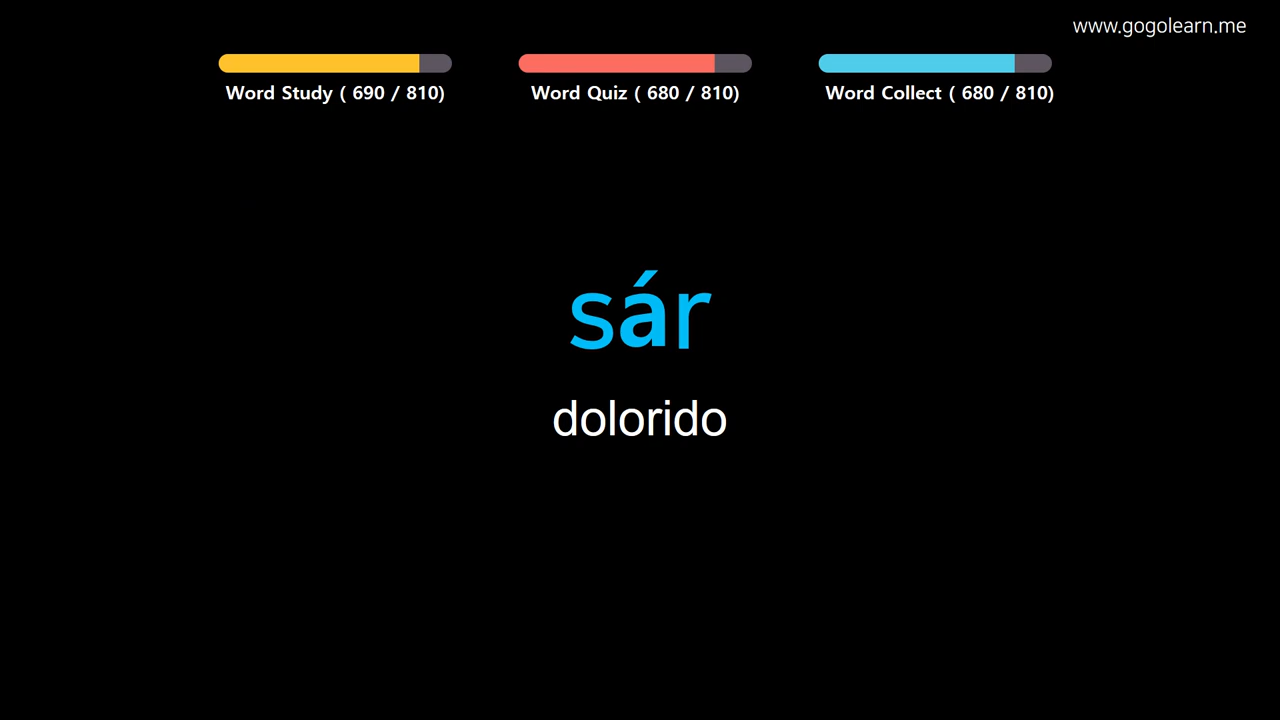 www.gogolearn.me
Word Study ( 690 / 810)
Word Quiz ( 680 / 810)
Word Collect ( 680 / 810)
sár
dolorido